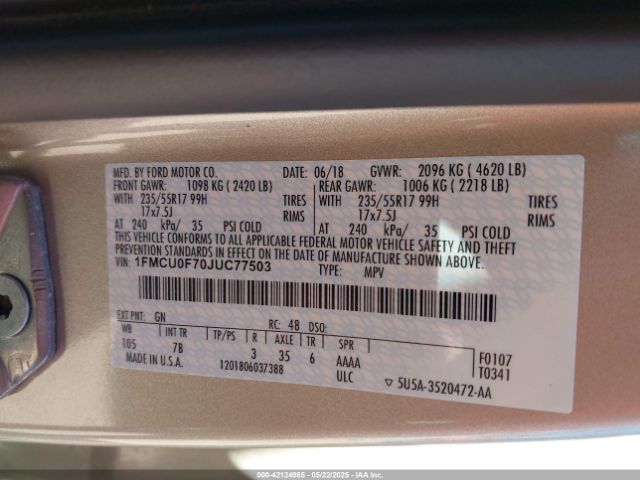 MFD. BY FORD MOTOR CO. DATE: 06/18 GVWR: 2096 KG ( 4620 LB)
FRONT GAWR: 1098 KG ( 2420 LB) REAR GAWR: 1006 KG ( 2218 LB)
WITH 235/55R17 99H TIRES WITH 235/55R17 99H TIRES
17x7.5J RIMS 17x7.5J RIMS
AT 240 kPa/ 35 PSI COLD AT 240 kPa/ 35 PSI COLD
THIS VEHICLE CONFORMS TO ALL APPLICABLE FEDERAL MOTOR VEHICLE SAFETY AND THEFT
PREVENTION STANDARDS IN EFFECT ON THE DATE OF MANUFACTURE SHOWN ABOVE.
VIN: 1FMCU0F70JUC77503 TYPE: MPV
EXT PNT: GN RC: 48 DSO:
WB INT TR TP/PS R AXLE TR SPR
105 7B 3 35 6 AAAA F0107
MADE IN U.S.A. 1201806037388 ULC T0341
5U5A-3520472-AA
000-42124985 - 05/22/2025 - COPYRIGHT © IAA, LLC